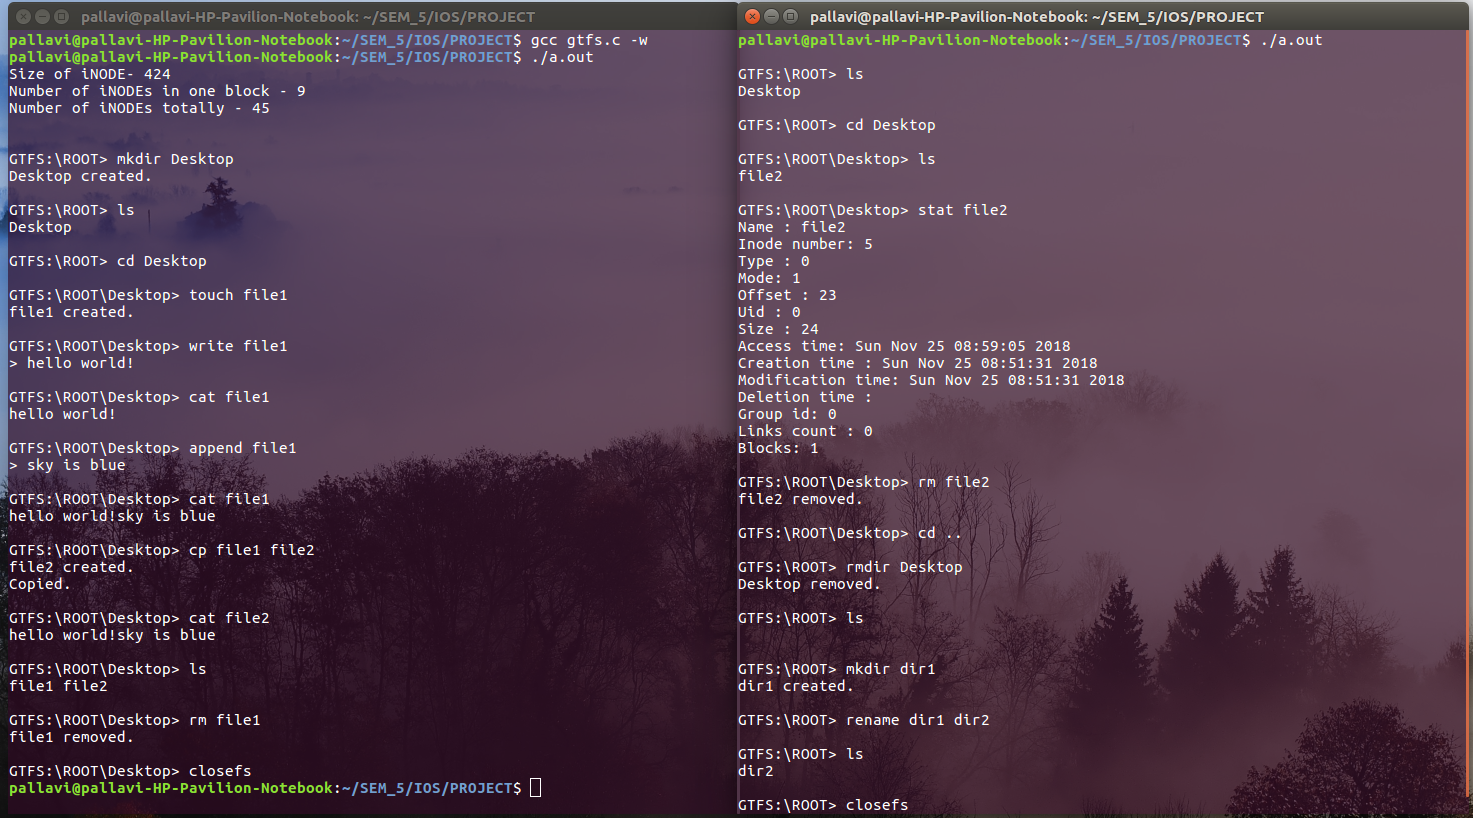 pallavi@pallavi-HP-Pavilion-Notebook: ~/SEM_5/IOS/PROJECT
pallavi@pallavi-HP-Pavilion-Notebook:~/SEM_5/IOS/PROJECT$ gcc gtfs.c -w
pallavi@pallavi-HP-Pavilion-Notebook:~/SEM_5/IOS/PROJECT$ ./a.out
Size of iNODE- 424
Number of iNODEs in one block - 9
Number of iNODEs totally - 45
GTFS:\ROOT> mkdir Desktop
Desktop created.
GTFS:\ROOT> ls
Desktop
GTFS:\ROOT> cd Desktop
GTFS:\ROOT\Desktop> touch file1
file1 created.
GTFS:\ROOT\Desktop> write file1
> hello world!
GTFS:\ROOT\Desktop> cat file1
hello world!
GTFS:\ROOT\Desktop> append file1
> sky is blue
GTFS:\ROOT\Desktop> cat file1
hello world!sky is blue
GTFS:\ROOT\Desktop> cp file1 file2
file2 created.
Copied.
GTFS:\ROOT\Desktop> cat file2
hello world!sky is blue
GTFS:\ROOT\Desktop> ls
file1 file2
GTFS:\ROOT\Desktop> rm file1
file1 removed.
GTFS:\ROOT\Desktop> closefs
pallavi@pallavi-HP-Pavilion-Notebook:~/SEM_5/IOS/PROJECT$
pallavi@pallavi-HP-Pavilion-Notebook: ~/SEM_5/IOS/PROJECT
pallavi@pallavi-HP-Pavilion-Notebook:~/SEM_5/IOS/PROJECT$ ./a.out
GTFS:\ROOT> ls
Desktop
GTFS:\ROOT> cd Desktop
GTFS:\ROOT\Desktop> ls
file2
GTFS:\ROOT\Desktop> stat file2
Name : file2
Inode number: 5
Type : 0
Mode: 1
Offset : 23
Uid : 0
Size : 24
Access time: Sun Nov 25 08:59:05 2018
Creation time : Sun Nov 25 08:51:31 2018
Modification time: Sun Nov 25 08:51:31 2018
Deletion time :
Group id: 0
Links count : 0
Blocks: 1
GTFS:\ROOT\Desktop> rm file2
file2 removed.
GTFS:\ROOT\Desktop> cd ..
GTFS:\ROOT> rmdir Desktop
Desktop removed.
GTFS:\ROOT> ls
GTFS:\ROOT> mkdir dir1
dir1 created.
GTFS:\ROOT> rename dir1 dir2
GTFS:\ROOT> ls
dir2
GTFS:\ROOT> closefs